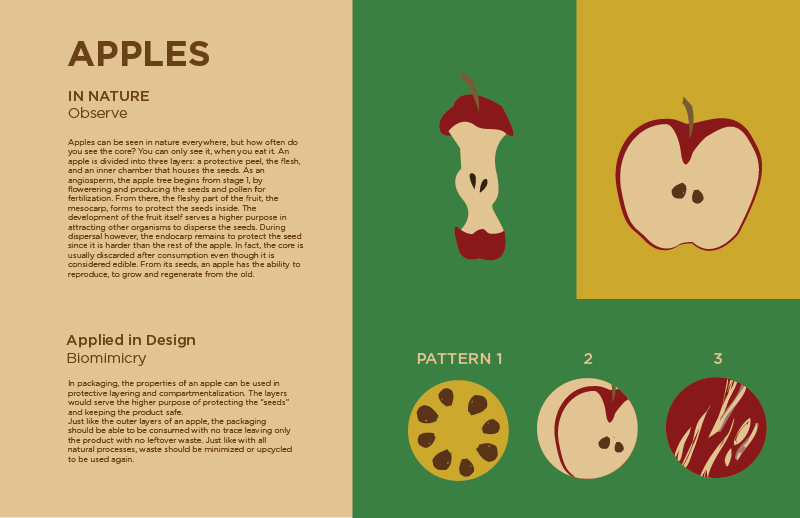 APPLES
IN NATURE
Observe
Apples can be seen in nature everywhere, but how often do
you see the core? You can only see it, when you eat it. An
apple is divided into three layers: a protective peel, the flesh,
and an inner chamber that houses the seeds. As an
angiosperm, the apple tree begins from stage 1, by
flowerering and producing the seeds and pollen for
fertilization. From there, the fleshy part of the fruit, the
mesocarp, forms to protect the seeds inside. The
development of the fruit itself serves a higher purpose in
attracting other organisms to disperse the seeds. During
dispersal however, the endocarp remains to protect the seed
since it is harder than the rest of the apple. In fact, the core is
usually discarded after consumption even though it is
considered edible. From its seeds, an apple has the ability to
reproduce, to grow and regenerate from the old.
Applied in Design
Biomimicry
In packaging, the properties of an apple can be used in
protective layering and compartmentalization. The layers
would serve the higher purpose of protecting the "seeds"
and keeping the product safe.
Just like the outer layers of an apple, the packaging
should be able to be consumed with no trace leaving only
the product with no leftover waste. Just like with all
natural processes, waste should be minimized or upcycled
to be used again.
PATTERN 1
2
3